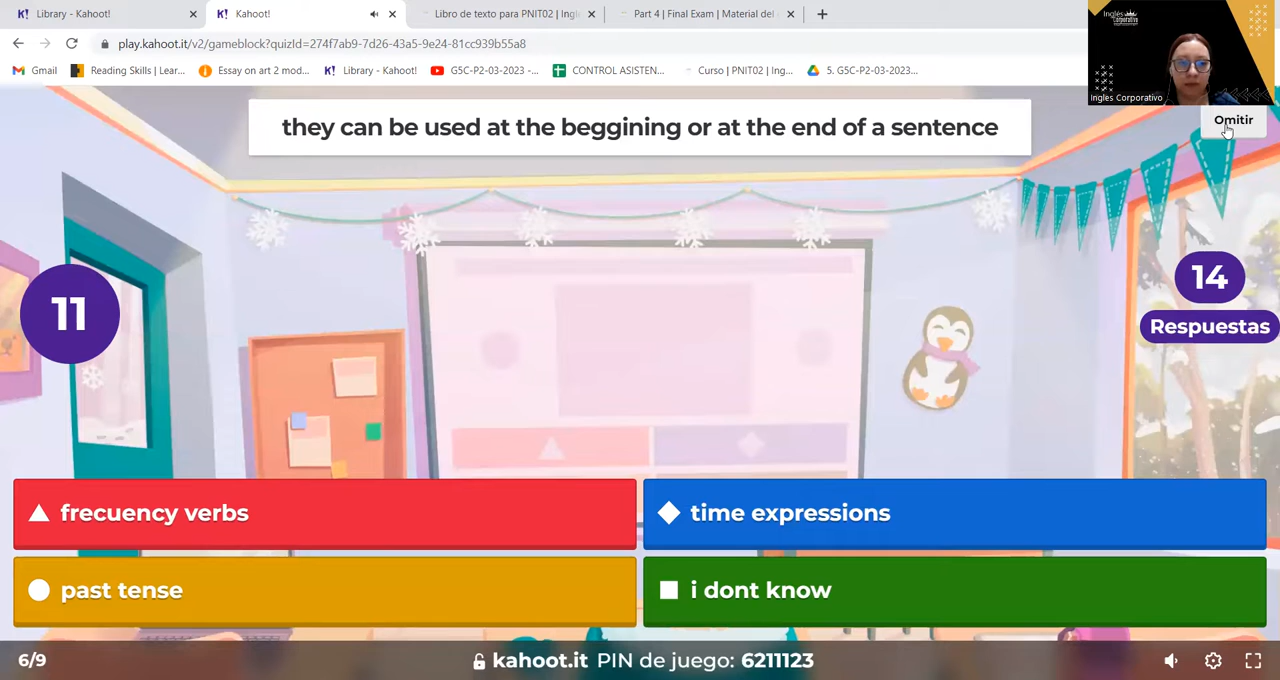 Library - Kahoot!
Kahoot!
Libro de texto para PNIT02 | Ingl
Part 4 | Final Exam | Material del
play.kahoot.it/v2/gameblock?quizId=274f7ab9-7d26-43a5-9e24-81cc939b55a8
Gmail
Reading Skills | Lear...
Essay on art 2 mod...
Library - Kahoot!
G5C-P2-03-2023 -...
CONTROL ASISTEN...
Curso | PNIT02 | Ing...
5. G5C-P2-03-2023...
Inglés
Corporativo
Ingles Corporativo
Omitir
they can be used at the beggining or at the end of a sentence
11
14
Respuestas
frecuency verbs
time expressions
past tense
i dont know
6/9
kahoot.it PIN de juego: 6211123